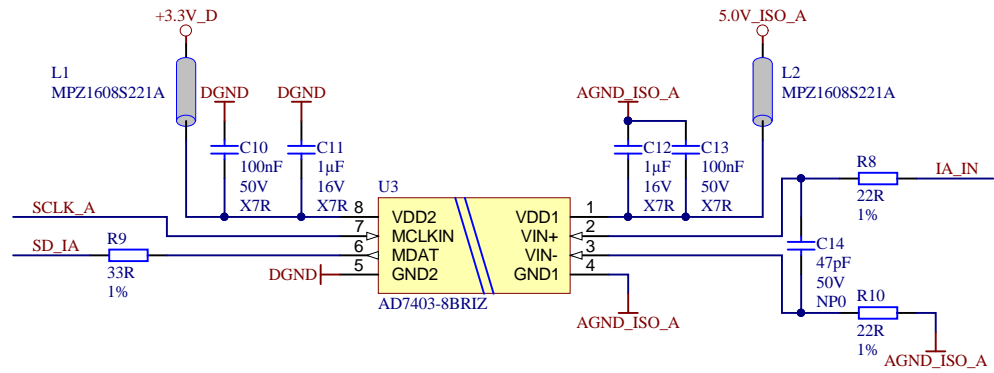 +3.3V_D
5.0V_ISO_A
L1
MPZ1608S221A
DGND
DGND
AGND_ISO_A
L2
MPZ1608S221A
C10
100nF
50V
X7R
C11
1µF
16V
X7R
C12
1µF
16V
X7R
C13
100nF
50V
X7R
R8
22R
1%
IA_IN
U3
SCLK_A
SD_IA
R9
33R
1%
DGND
8 VDD2 VDD1 1
7 MCLKIN VIN+ 2
6 MDAT VIN- 3
5 GND2 GND1 4
AD7403-8BRIZ
AGND_ISO_A
C14
47pF
50V
NP0
R10
22R
1%
AGND_ISO_A